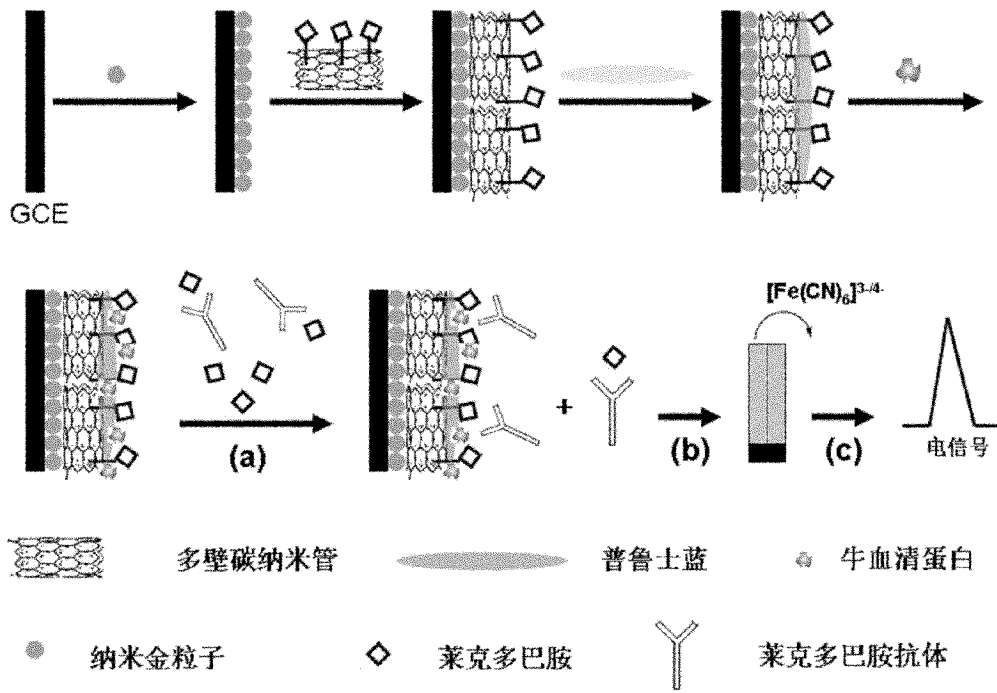 GCE
[Fe(CN)6]3-/4-
(a)
+
(b)
(c)
电信号
多壁碳纳米管
普鲁士蓝
牛血清蛋白
纳米金粒子
莱克多巴胺
莱克多巴胺抗体